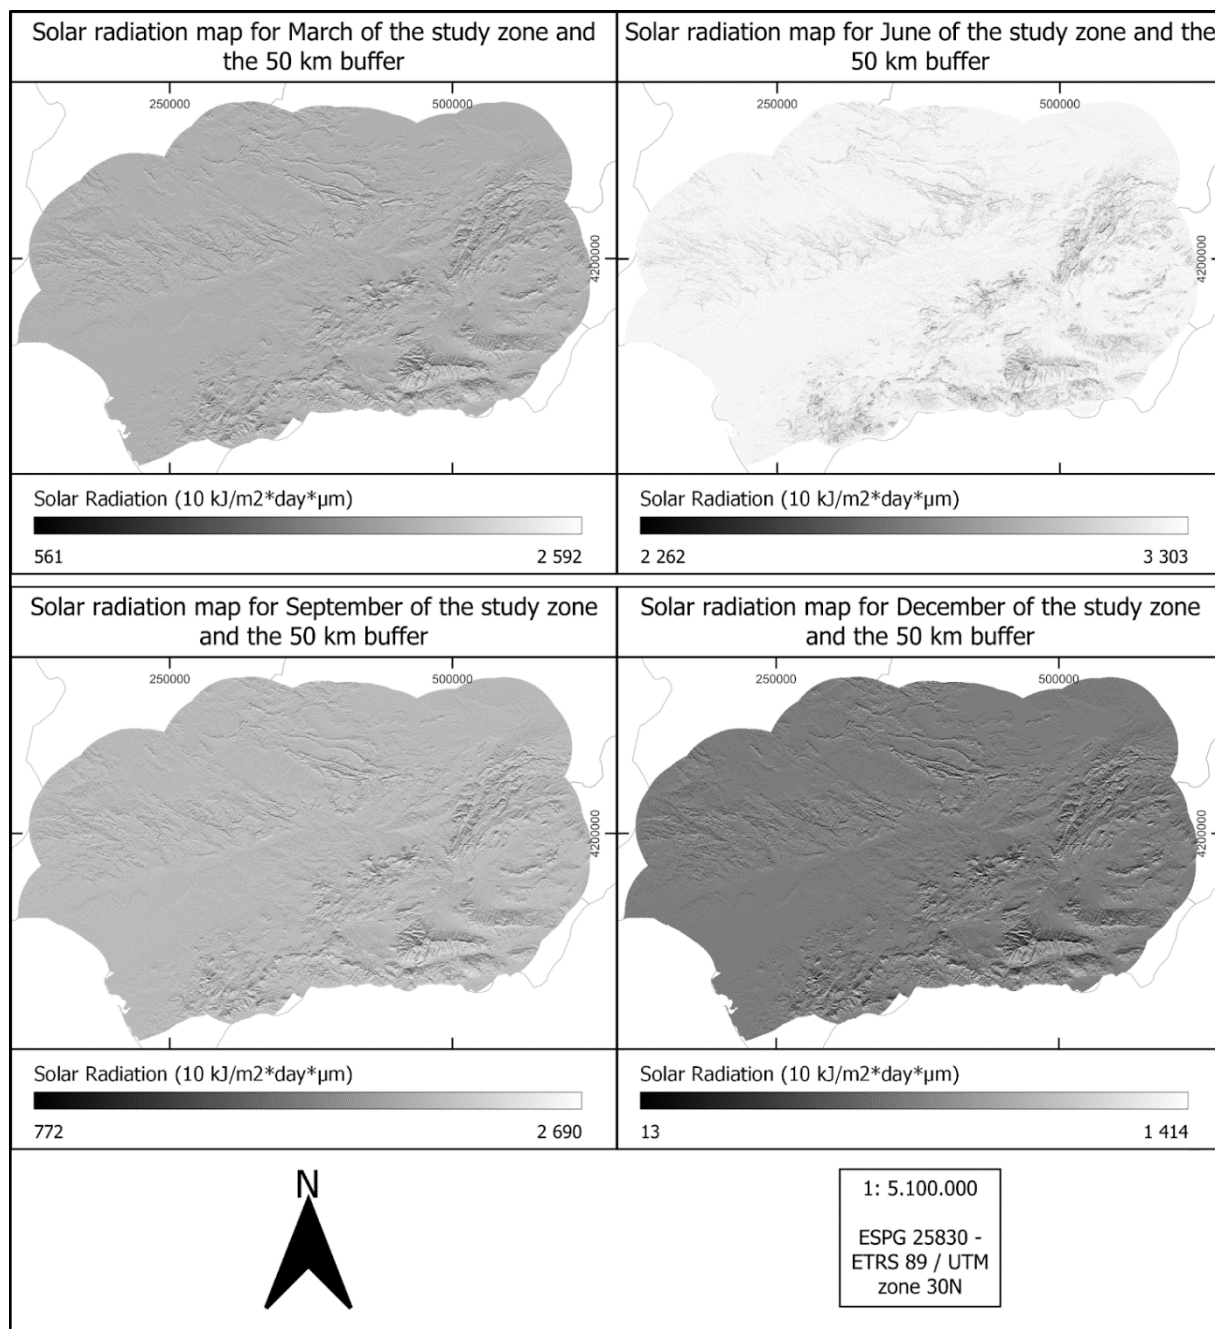 Solar radiation map for March of the study zone and
the 50 km buffer
250000
500000
4200000
Solar Radiation (10 kJ/m2*day*μm)
561
2 592
Solar radiation map for June of the study zone and the
50 km buffer
250000
500000
4200000
Solar Radiation (10 kJ/m2*day*μm)
2 262
3 303
Solar radiation map for September of the study zone
and the 50 km buffer
250000
500000
4200000
Solar Radiation (10 kJ/m2*day*μm)
772
2 690
Solar radiation map for December of the study zone
and the 50 km buffer
250000
500000
4200000
Solar Radiation (10 kJ/m2*day*μm)
13
1 414
N
1: 5.100.000
ESPG 25830 -
ETRS 89 / UTM
zone 30N